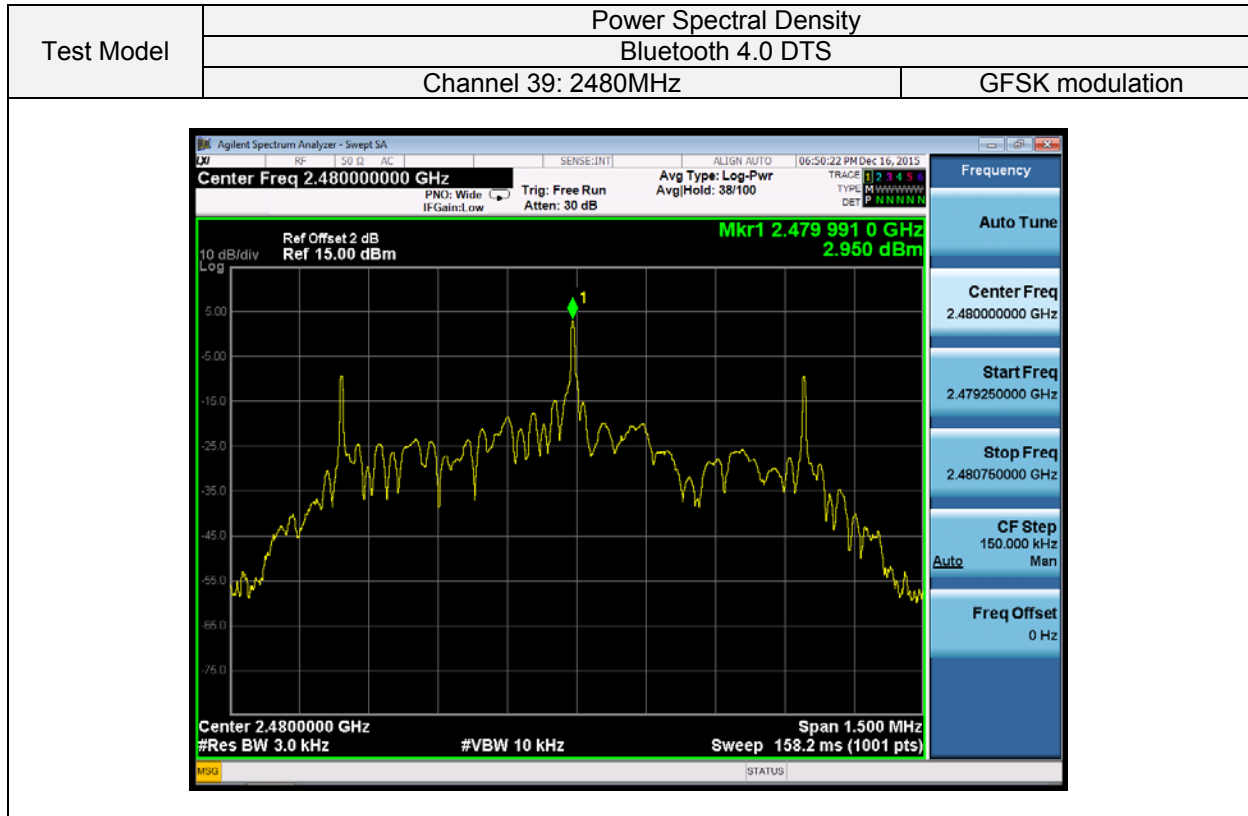 Test Model
Power Spectral Density
Bluetooth 4.0 DTS
Channel 39: 2480MHz GFSK modulation
Agilent Spectrum Analyzer - Swept SA
LXI RF 50 Ω AC SENSE:INT ALIGN AUTO 06:50:22 PM Dec 16, 2015
Center Freq 2.480000000 GHz
PNO: Wide
IFGain:Low
Trig: Free Run
Atten: 30 dB
Avg Type: Log-Pwr
Avg|Hold: 38/100
TRACE 1 2 3 4 5 6
TYPE M WWWWW
DET P N N N N N
Frequency
Auto Tune
Center Freq
2.480000000 GHz
Start Freq
2.479250000 GHz
Stop Freq
2.480750000 GHz
CF Step
150.000 kHz
Auto Man
Freq Offset
0 Hz
Mkr1 2.479 991 0 GHz
2.950 dBm
Ref Offset 2 dB
10 dB/div Ref 15.00 dBm
Log
1
5.00
-5.00
-15.0
-25.0
-35.0
-45.0
-55.0
-65.0
-75.0
Center 2.4800000 GHz Span 1.500 MHz
#Res BW 3.0 kHz #VBW 10 kHz Sweep 158.2 ms (1001 pts)
MSG STATUS